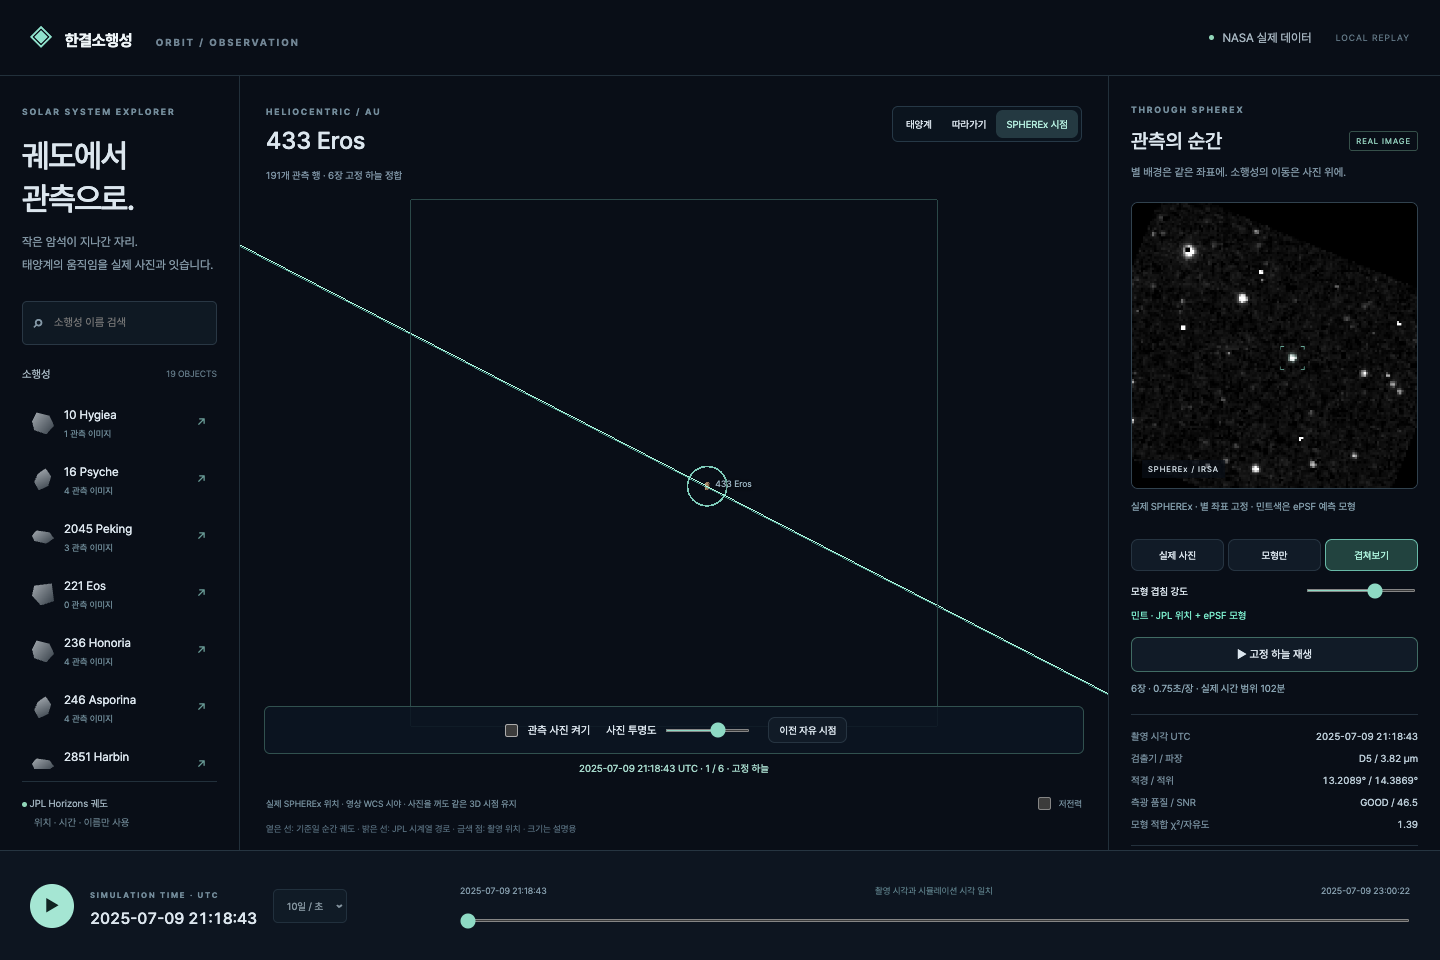 한결소행성
ORBIT / OBSERVATION
NASA 실제 데이터
LOCAL REPLAY
SOLAR SYSTEM EXPLORER
궤도에서
관측으로.
작은 암석이 지나간 자리.
태양계의 움직임을 실제 사진과 잇습니다.
소행성 이름 검색
소행성
19 OBJECTS
10 Hygiea
1 관측 이미지
16 Psyche
4 관측 이미지
2045 Peking
3 관측 이미지
221 Eos
0 관측 이미지
236 Honoria
4 관측 이미지
246 Asporina
4 관측 이미지
2851 Harbin
JPL Horizons 궤도
위치 · 시간 · 이름만 사용
HELIOCENTRIC / AU
433 Eros
191개 관측 행 · 6장 고정 하늘 정합
태양계
따라가기
SPHEREx 시점
433 Eros
관측 사진 켜기
사진 투명도
이전 자유 시점
2025-07-09 21:18:43 UTC · 1 / 6 · 고정 하늘
실제 SPHEREx 위치 · 영상 WCS 시야 · 사진을 꺼도 같은 3D 시점 유지
저전력
옅은 선: 기준일 순간 궤도 · 밝은 선: JPL 시계열 경로 · 금색 점: 촬영 위치 · 크기는 설명용
THROUGH SPHEREX
관측의 순간
REAL IMAGE
별 배경은 같은 좌표에. 소행성의 이동은 사진 위에.
SPHEREx / IRSA
실제 SPHEREx · 별 좌표 고정 · 민트색은 ePSF 예측 모형
실제 사진
모형만
겹쳐보기
모형 겹침 강도
민트 · JPL 위치 + ePSF 모형
▶ 고정 하늘 재생
6장 · 0.75초/장 · 실제 시간 범위 102분
촬영 시각 UTC
2025-07-09 21:18:43
검출기 / 파장
D5 / 3.82 µm
적경 / 적위
13.2089° / 14.3869°
측광 품질 / SNR
GOOD / 46.5
모형 적합 χ²/자유도
1.39
SIMULATION TIME · UTC
2025-07-09 21:18:43
10일 / 초
2025-07-09 21:18:43
촬영 시각과 시뮬레이션 시각 일치
2025-07-09 23:00:22